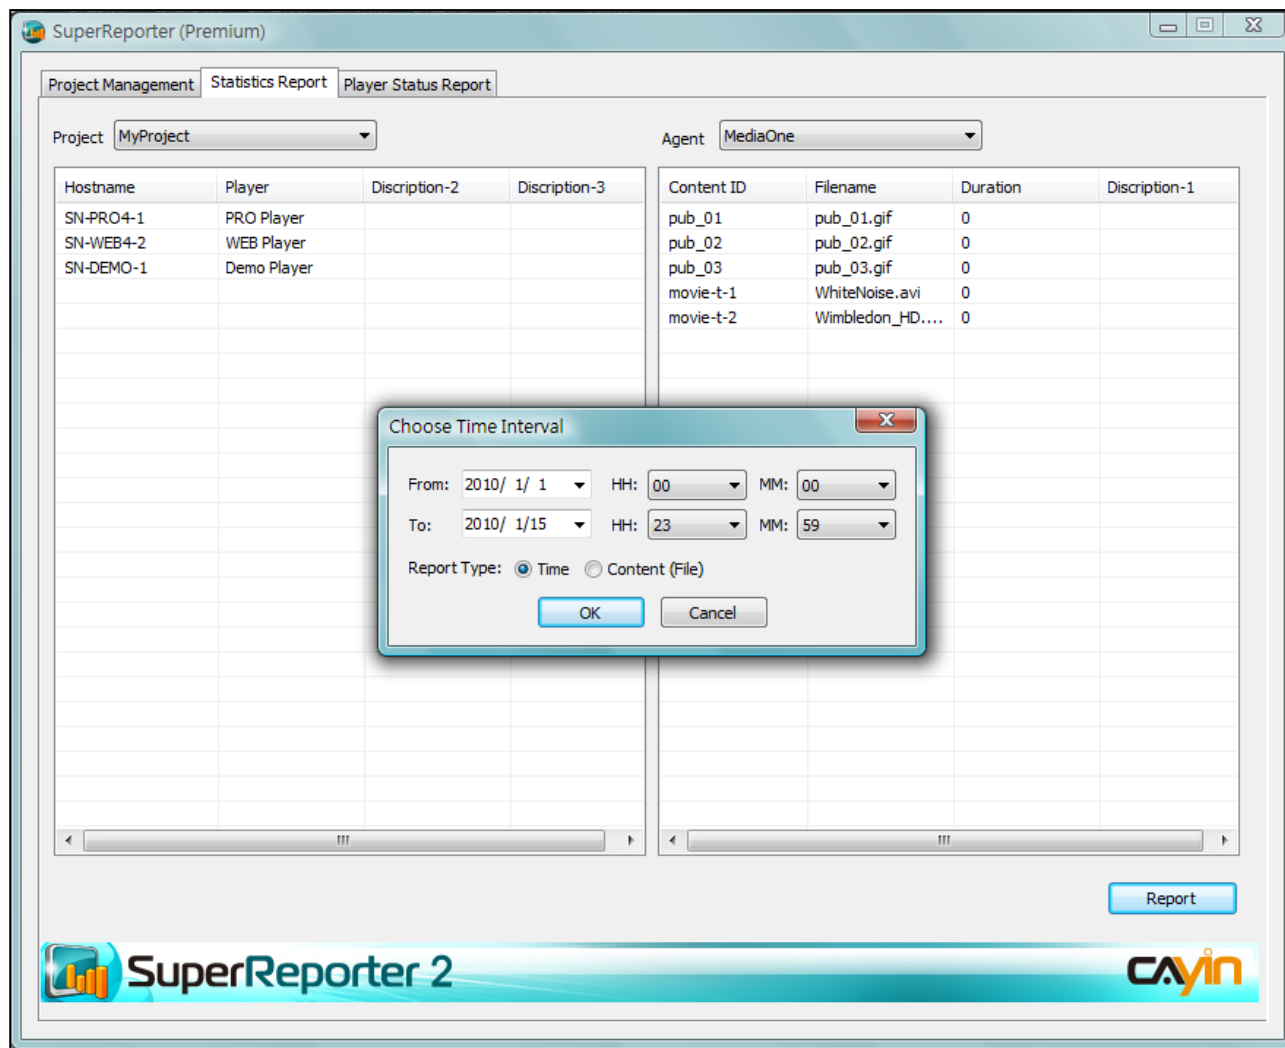 SuperReporter (Premium)
Project Management Statistics Report Player Status Report
Project MyProject Agent MediaOne
Hostname Player Discription-2 Discription-3
SN-PRO4-1 PRO Player
SN-WEB4-2 WEB Player
SN-DEMO-1 Demo Player
Content ID Filename Duration Discription-1
pub_01 pub_01.gif 0
pub_02 pub_02.gif 0
pub_03 pub_03.gif 0
movie-t-1 WhiteNoise.avi 0
movie-t-2 Wimbledon_HD.... 0
Choose Time Interval
From: 2010/ 1/ 1 HH: 00 MM: 00
To: 2010/ 1/15 HH: 23 MM: 59
Report Type: Time Content (File)
OK Cancel
Report
SuperReporter 2 CAYIN